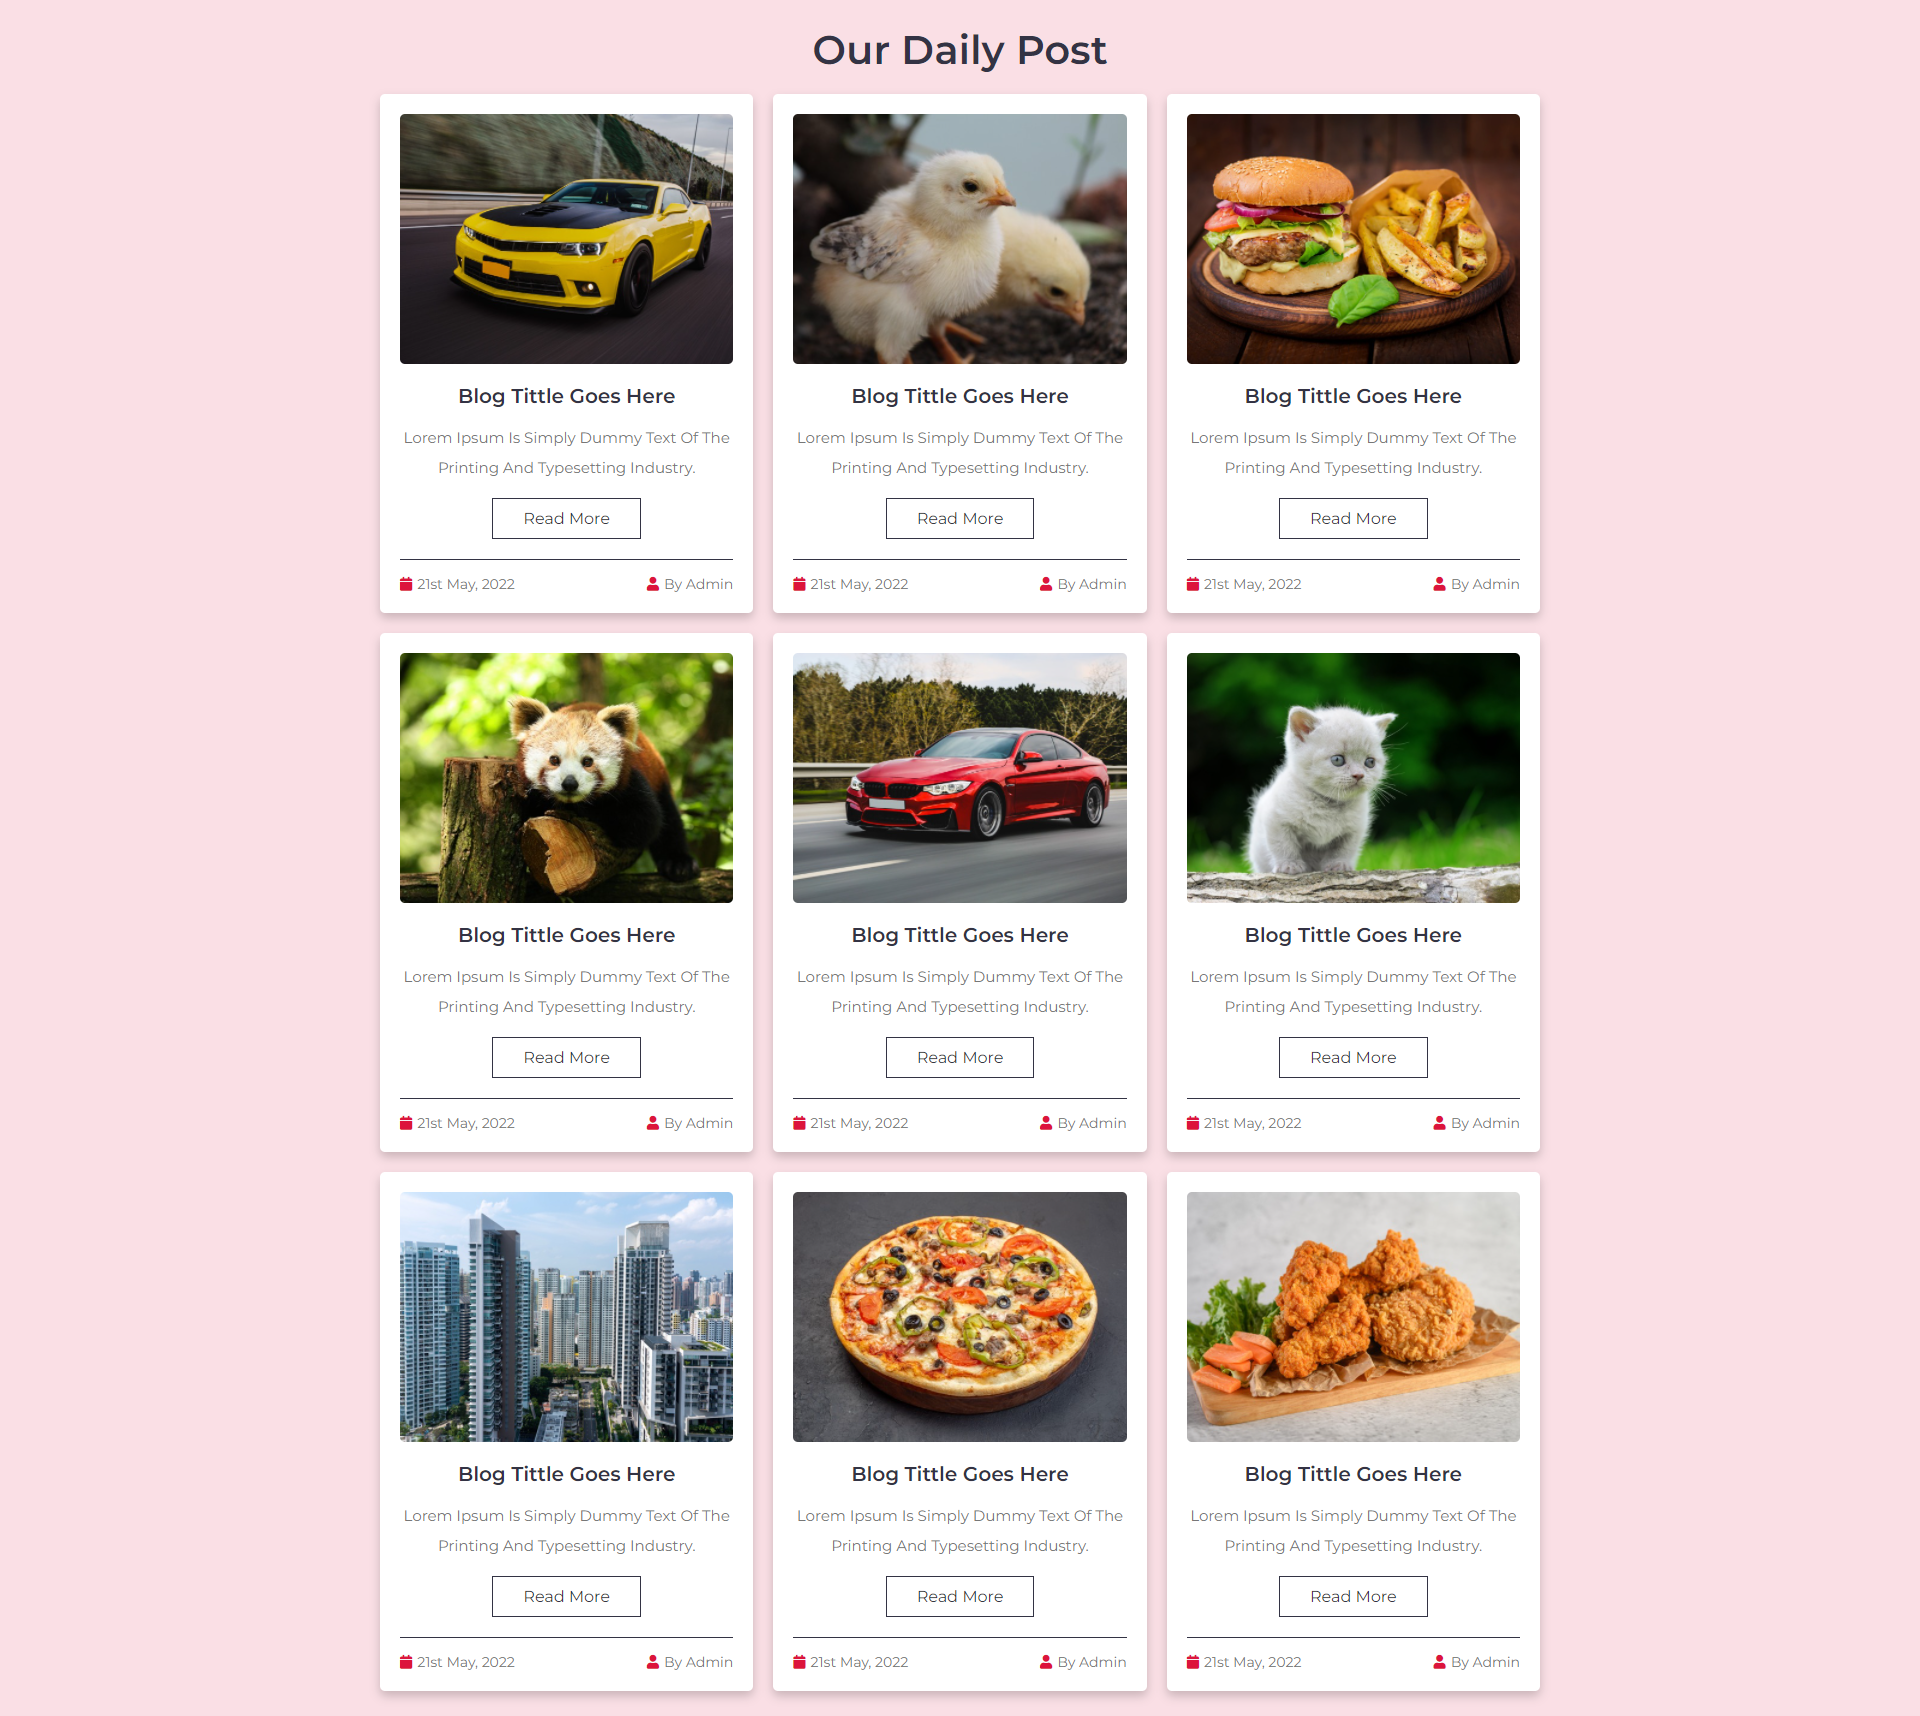 Our Daily Post
Blog Tittle Goes Here
Lorem Ipsum Is Simply Dummy Text Of The
Printing And Typesetting Industry.
Read More
21st May, 2022
By Admin
Blog Tittle Goes Here
Lorem Ipsum Is Simply Dummy Text Of The
Printing And Typesetting Industry.
Read More
21st May, 2022
By Admin
Blog Tittle Goes Here
Lorem Ipsum Is Simply Dummy Text Of The
Printing And Typesetting Industry.
Read More
21st May, 2022
By Admin
Blog Tittle Goes Here
Lorem Ipsum Is Simply Dummy Text Of The
Printing And Typesetting Industry.
Read More
21st May, 2022
By Admin
Blog Tittle Goes Here
Lorem Ipsum Is Simply Dummy Text Of The
Printing And Typesetting Industry.
Read More
21st May, 2022
By Admin
Blog Tittle Goes Here
Lorem Ipsum Is Simply Dummy Text Of The
Printing And Typesetting Industry.
Read More
21st May, 2022
By Admin
Blog Tittle Goes Here
Lorem Ipsum Is Simply Dummy Text Of The
Printing And Typesetting Industry.
Read More
21st May, 2022
By Admin
Blog Tittle Goes Here
Lorem Ipsum Is Simply Dummy Text Of The
Printing And Typesetting Industry.
Read More
21st May, 2022
By Admin
Blog Tittle Goes Here
Lorem Ipsum Is Simply Dummy Text Of The
Printing And Typesetting Industry.
Read More
21st May, 2022
By Admin